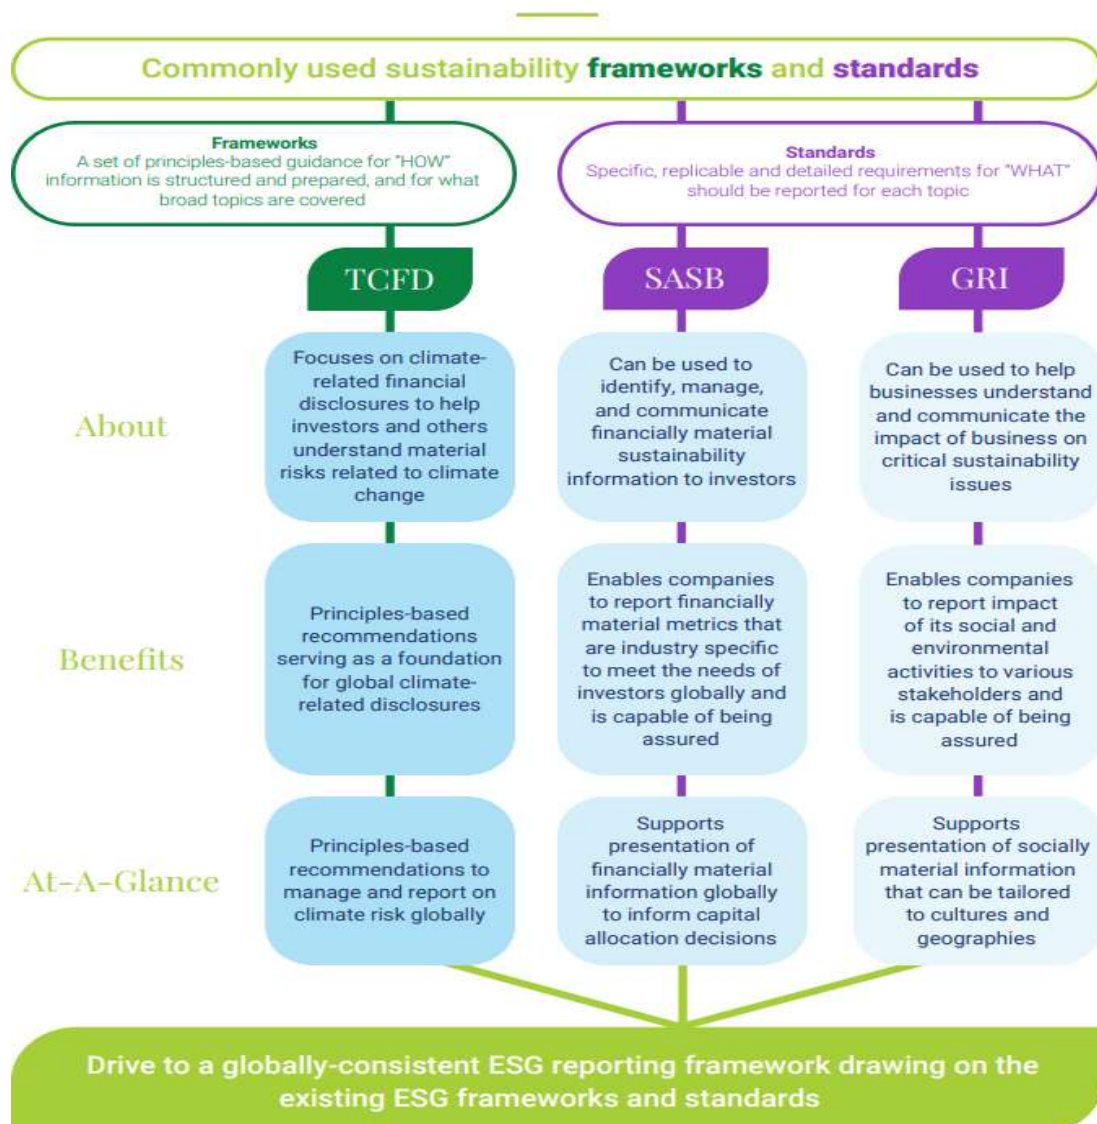 Commonly used sustainability frameworks and standards
Frameworks
A set of principles-based guidance for "HOW"
information is structured and prepared, and for what
broad topics are covered
Standards
Specific, replicable and detailed requirements for "WHAT"
should be reported for each topic
TCFD
SASB
GRI
About
Focuses on climate-
related financial
disclosures to help
investors and others
understand material
risks related to climate
change
Can be used to
identify, manage,
and communicate
financially material
sustainability
information to investors
Can be used to help
businesses understand
and communicate the
impact of business on
critical sustainability
issues
Benefits
Principles-based
recommendations
serving as a foundation
for global climate-
related disclosures
Enables companies
to report financially
material metrics that
are industry specific
to meet the needs of
investors globally and
is capable of being
assured
Enables companies
to report impact
of its social and
environmental
activities to various
stakeholders and
is capable of being
assured
At-A-Glance
Principles-based
recommendations to
manage and report on
climate risk globally
Supports
presentation of
financially material
information globally
to inform capital
allocation decisions
Supports
presentation of socially
material information
that can be tailored
to cultures and
geographies
Drive to a globally-consistent ESG reporting framework drawing on the
existing ESG frameworks and standards